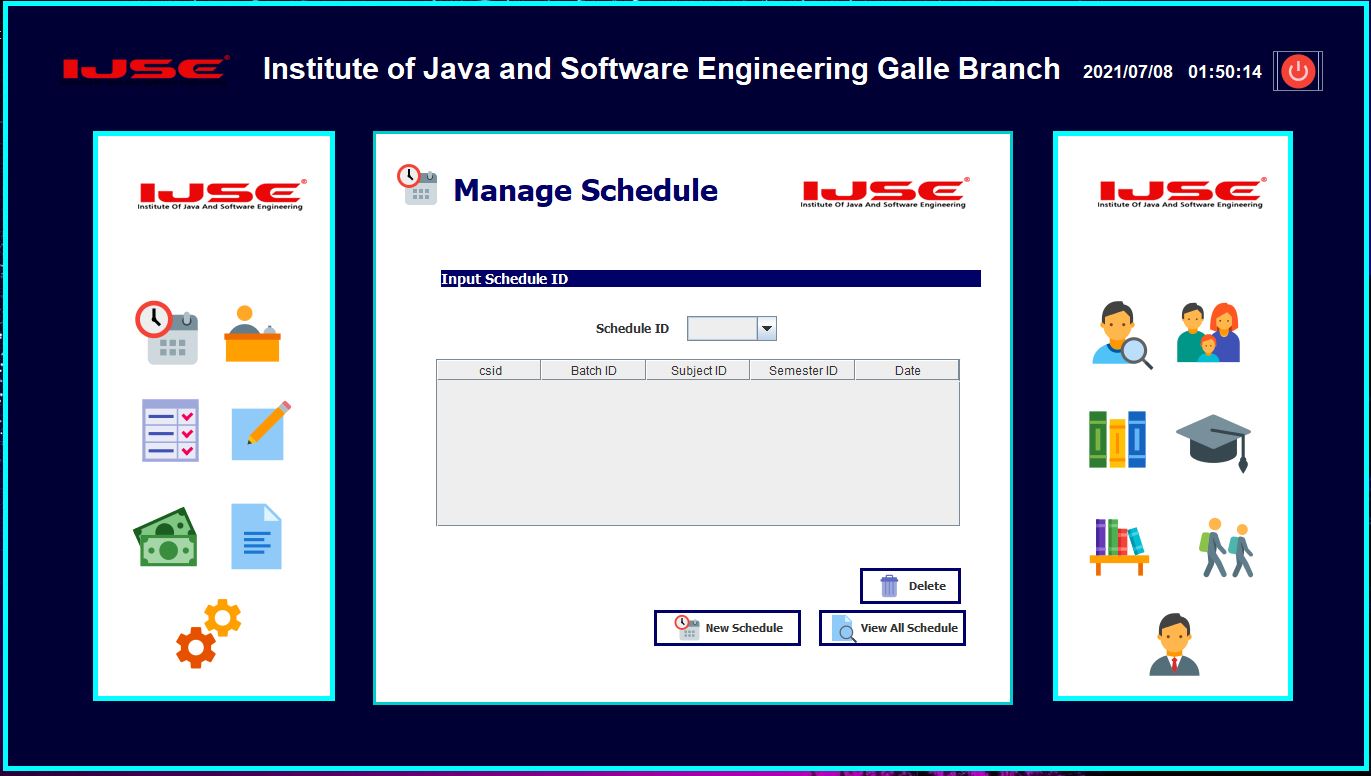 IJSE®
Institute of Java and Software Engineering Galle Branch
2021/07/08 01:50:14
IJSE®
Institute Of Java And Software Engineering
Manage Schedule
IJSE®
Institute Of Java And Software Engineering
Input Schedule ID
Schedule ID
csid Batch ID Subject ID Semester ID Date
Delete
New Schedule View All Schedule
IJSE®
Institute Of Java And Software Engineering